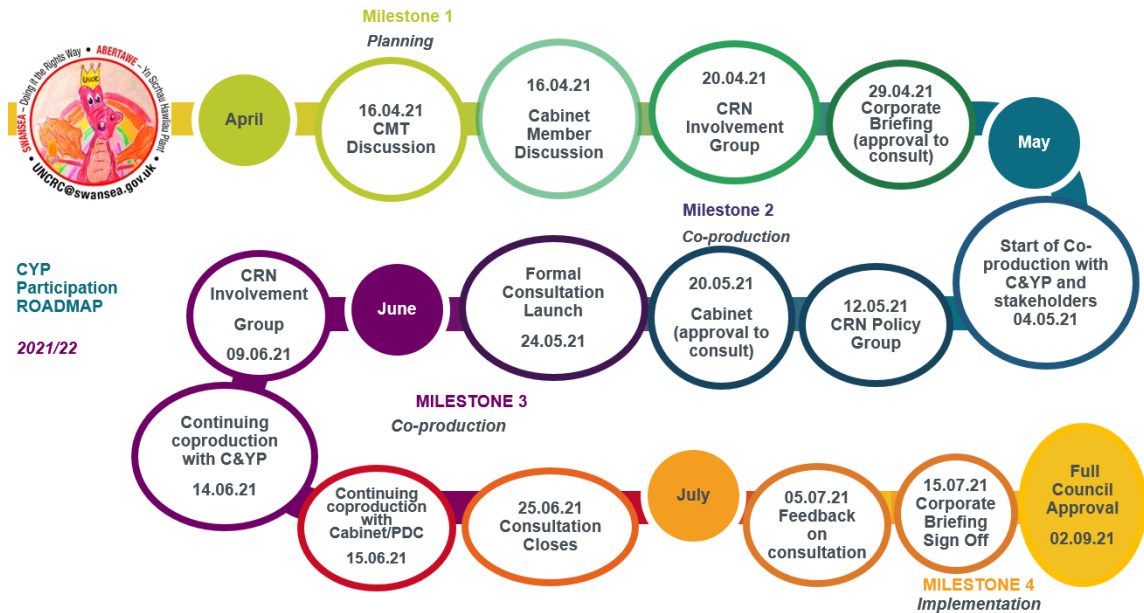 SWANSEA – Doing it the Rights Way • ABERTAWE – Yn Sicrhau Hawliau Plant
• UNCRC@swansea.gov.uk •
UNCRC
Milestone 1
Planning
April
16.04.21
CMT
Discussion
16.04.21
Cabinet
Member
Discussion
20.04.21
CRN
Involvement
Group
29.04.21
Corporate
Briefing
(approval to
consult)
May
Start of Co-
production with
C&YP and
stakeholders
04.05.21
Milestone 2
Co-production
12.05.21
CRN Policy
Group
20.05.21
Cabinet
(approval to
consult)
Formal
Consultation
Launch
24.05.21
June
CRN
Involvement
Group
09.06.21
CYP
Participation
ROADMAP
2021/22
MILESTONE 3
Co-production
Continuing
coproduction
with C&YP
14.06.21
Continuing
coproduction
with
Cabinet/PDC
15.06.21
25.06.21
Consultation
Closes
July
05.07.21
Feedback
on
consultation
15.07.21
Corporate
Briefing
Sign Off
Full
Council
Approval
02.09.21
MILESTONE 4
Implementation